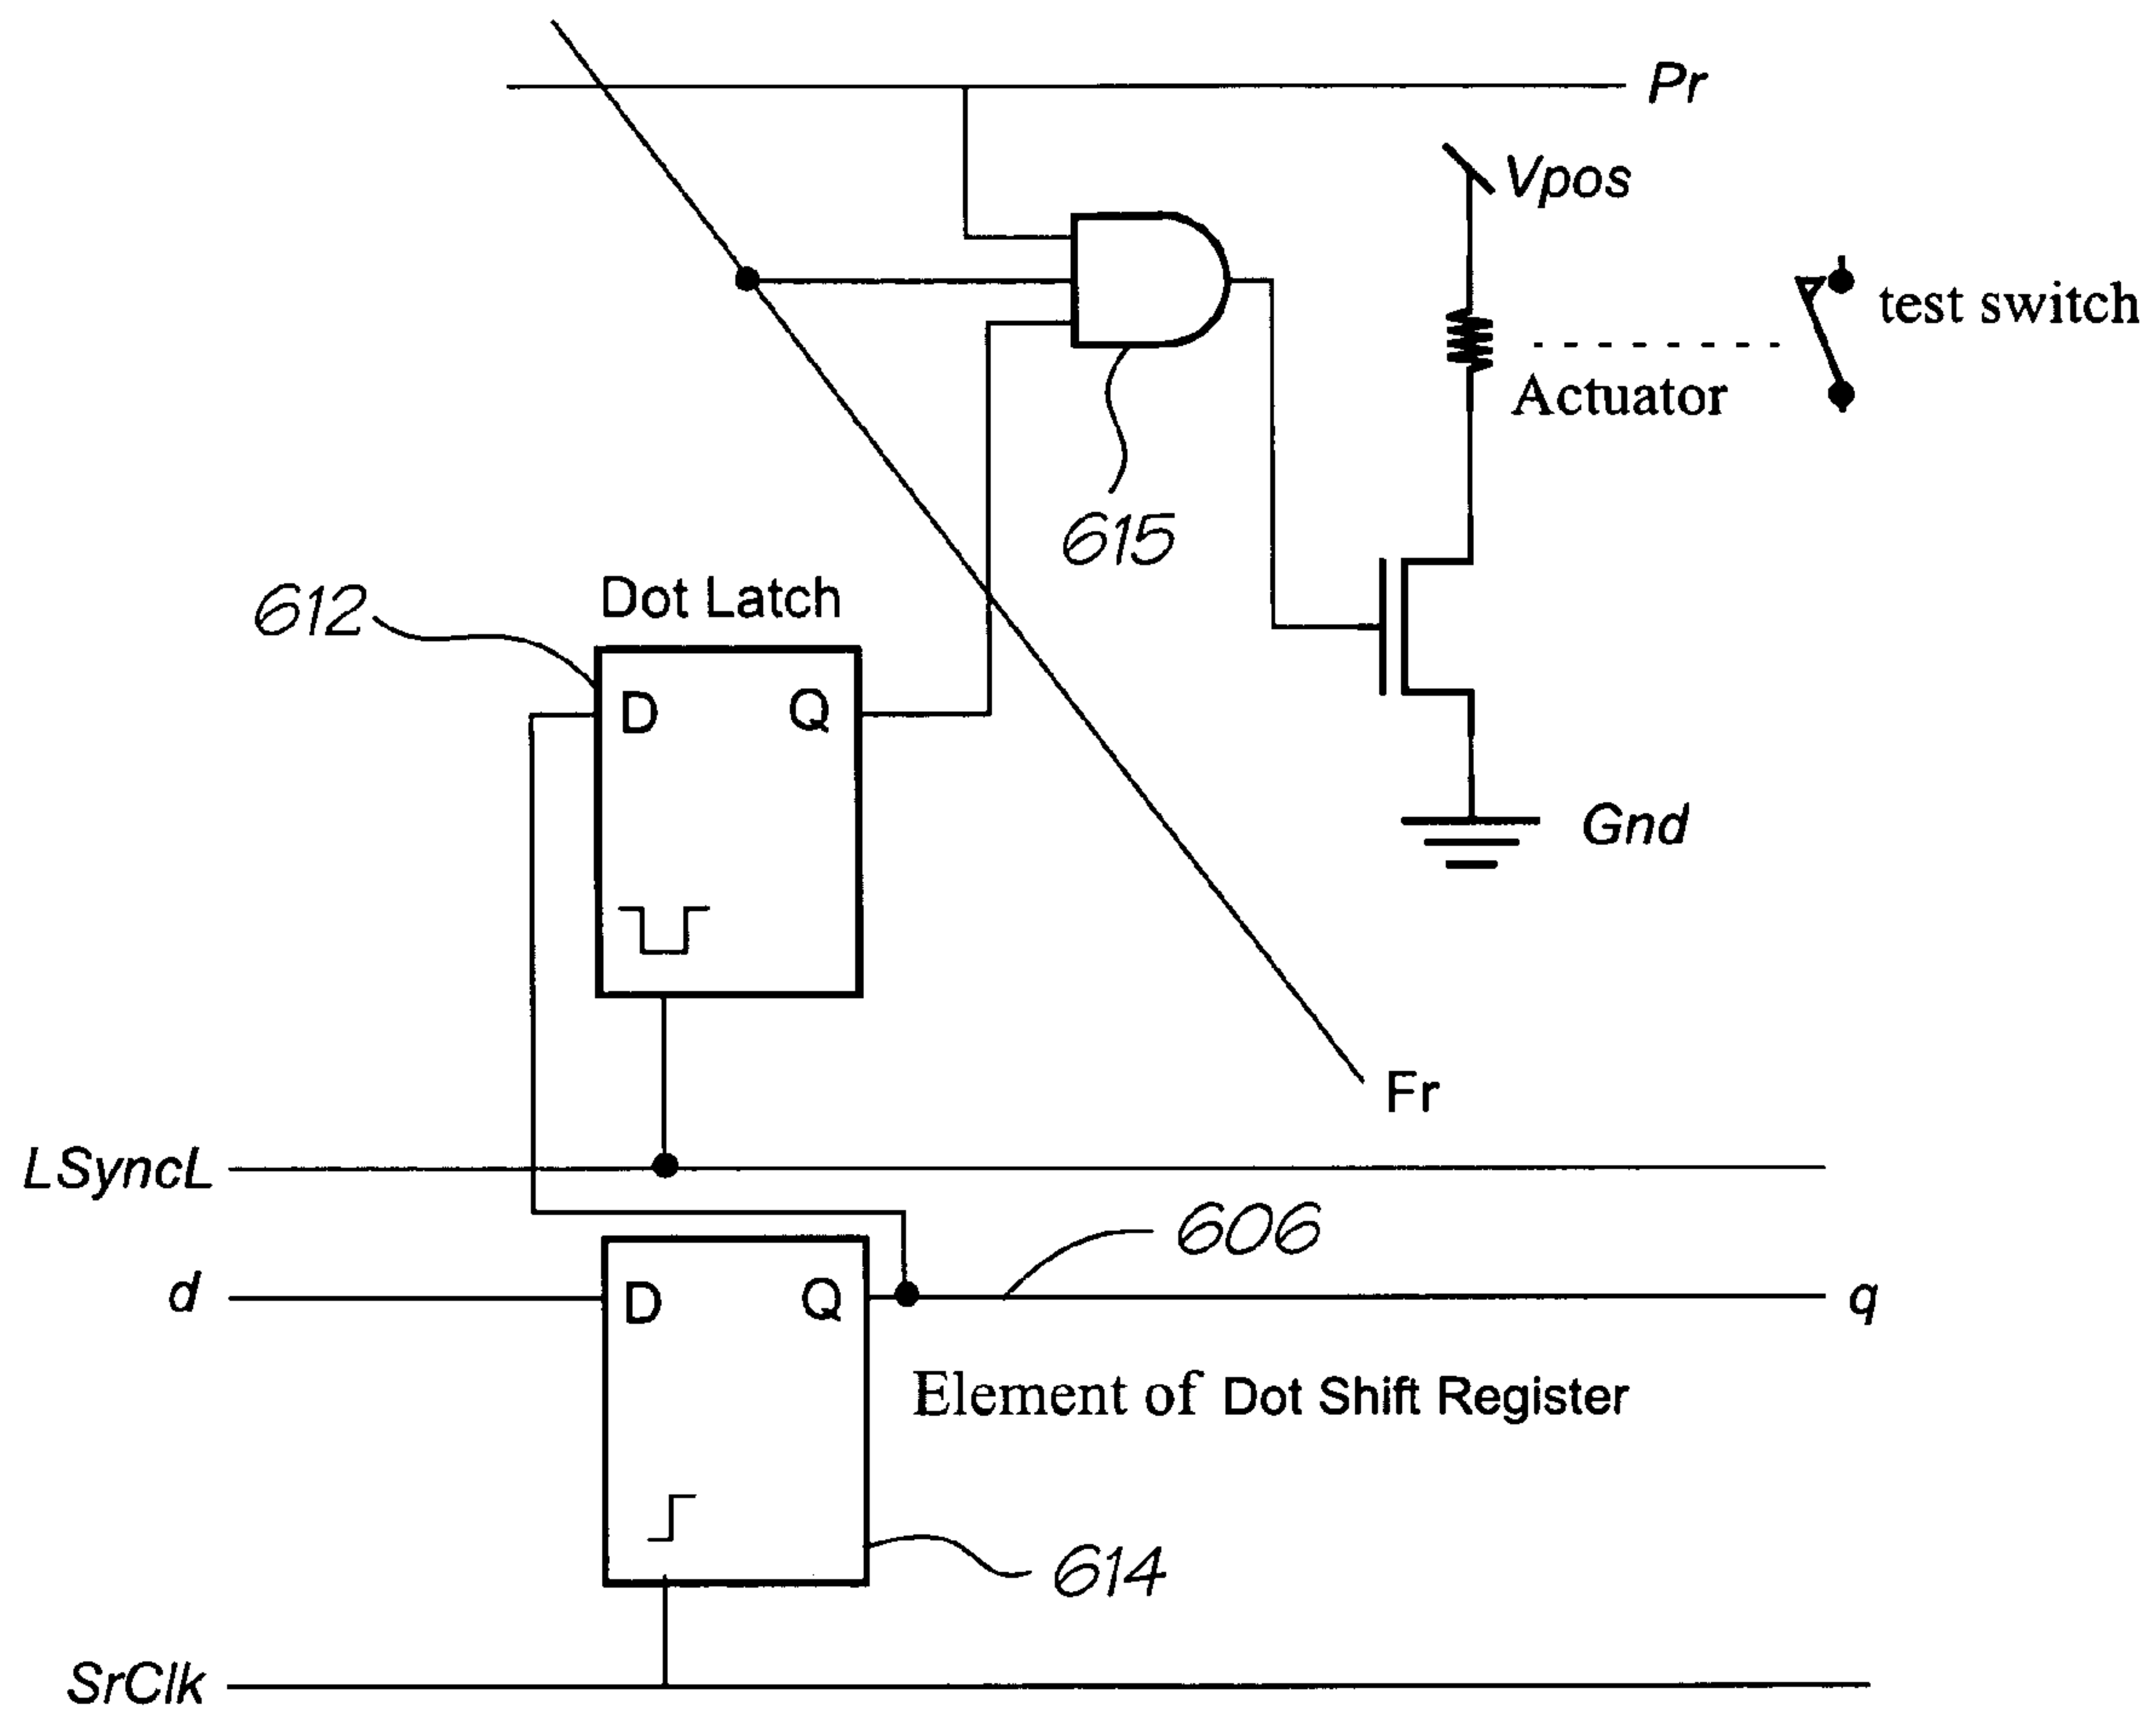 Pr
Vpos
test switch
Actuator
615
612
Dot Latch
D
Q
Gnd
Fr
LSyncL
606
d
D
Q
q
Element of Dot Shift Register
614
SrClk